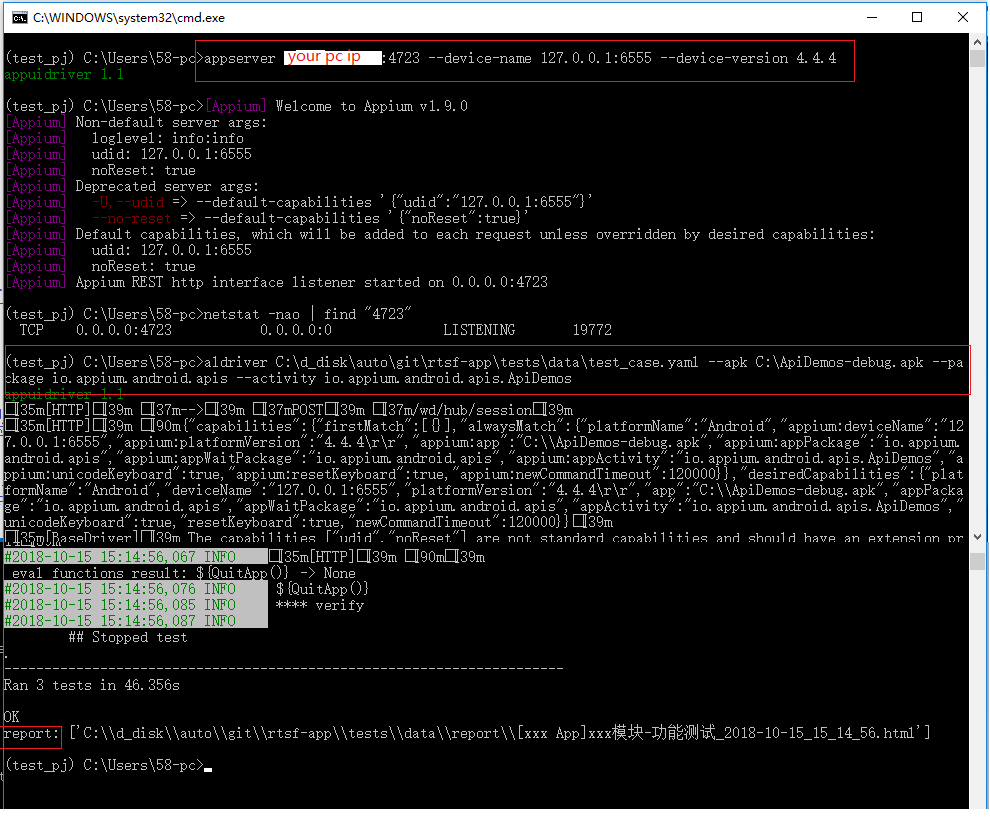 C:\WINDOWS\system32\cmd.exe
(test_pj) C:\Users\58-pc>appserver your pc ip :4723 --device-name 127.0.0.1:6555 --device-version 4.4.4
appuidriver 1.1
(test_pj) C:\Users\58-pc>[Appium] Welcome to Appium v1.9.0
[Appium] Non-default server args:
[Appium]   loglevel: info:info
[Appium]   udid: 127.0.0.1:6555
[Appium]   noReset: true
[Appium] Deprecated server args:
[Appium]   -U,--udid => --default-capabilities '{"udid":"127.0.0.1:6555"}'
[Appium]   --no-reset => --default-capabilities '{"noReset":true}'
[Appium] Default capabilities, which will be added to each request unless overridden by desired capabilities:
[Appium]   udid: 127.0.0.1:6555
[Appium]   noReset: true
[Appium] Appium REST http interface listener started on 0.0.0.0:4723
(test_pj) C:\Users\58-pc>netstat -nao | find "4723"
  TCP    0.0.0.0:4723           0.0.0.0:0              LISTENING       19772
(test_pj) C:\Users\58-pc>aldriver C:\d_disk\auto\git\rtsf-app\tests\data\test_case.yaml --apk C:\ApiDemos-debug.apk --pa
ckage io.appium.android.apis --activity io.appium.android.apis.ApiDemos
appuidriver 1.1
□[35m[HTTP]□[39m □[37m-->□[39m □[37mPOST□[39m □[37m/wd/hub/session□[39m
□[35m[HTTP]□[39m □[90m{"capabilities":{"firstMatch":[{}],"alwaysMatch":{"platformName":"Android","appium:deviceName":"12
7.0.0.1:6555","appium:platformVersion":"4.4.4\r\r","appium:app":"C:\\ApiDemos-debug.apk","appium:appPackage":"io.appium.
android.apis","appium:appWaitPackage":"io.appium.android.apis","appium:appActivity":"io.appium.android.apis.ApiDemos","a
ppium:unicodeKeyboard":true,"appium:resetKeyboard":true,"appium:newCommandTimeout":120000}},"desiredCapabilities":{"plat
formName":"Android","deviceName":"127.0.0.1:6555","platformVersion":"4.4.4\r\r","app":"C:\\ApiDemos-debug.apk","appPacka
ge":"io.appium.android.apis","appWaitPackage":"io.appium.android.apis","appActivity":"io.appium.android.apis.ApiDemos","
unicodeKeyboard":true,"resetKeyboard":true,"newCommandTimeout":120000}}□[39m
□[35m[BaseDriver]□[39m The capabilities ["udid","noReset"] are not standard capabilities and should have an extension pr
#2018-10-15 15:14:56,067 INFO    □[35m[HTTP]□[39m □[90m□[39m
 eval functions result: ${QuitApp()} -> None
#2018-10-15 15:14:56,076 INFO     ${QuitApp()}
#2018-10-15 15:14:56,085 INFO     **** verify
#2018-10-15 15:14:56,087 INFO
        ## Stopped test
.
----------------------------------------------------------------------
Ran 3 tests in 46.356s
OK
report: ['C:\\d_disk\\auto\\git\\rtsf-app\\tests\\data\\report\\[xxx App]xxx模块-功能测试_2018-10-15_15_14_56.html']
(test_pj) C:\Users\58-pc>